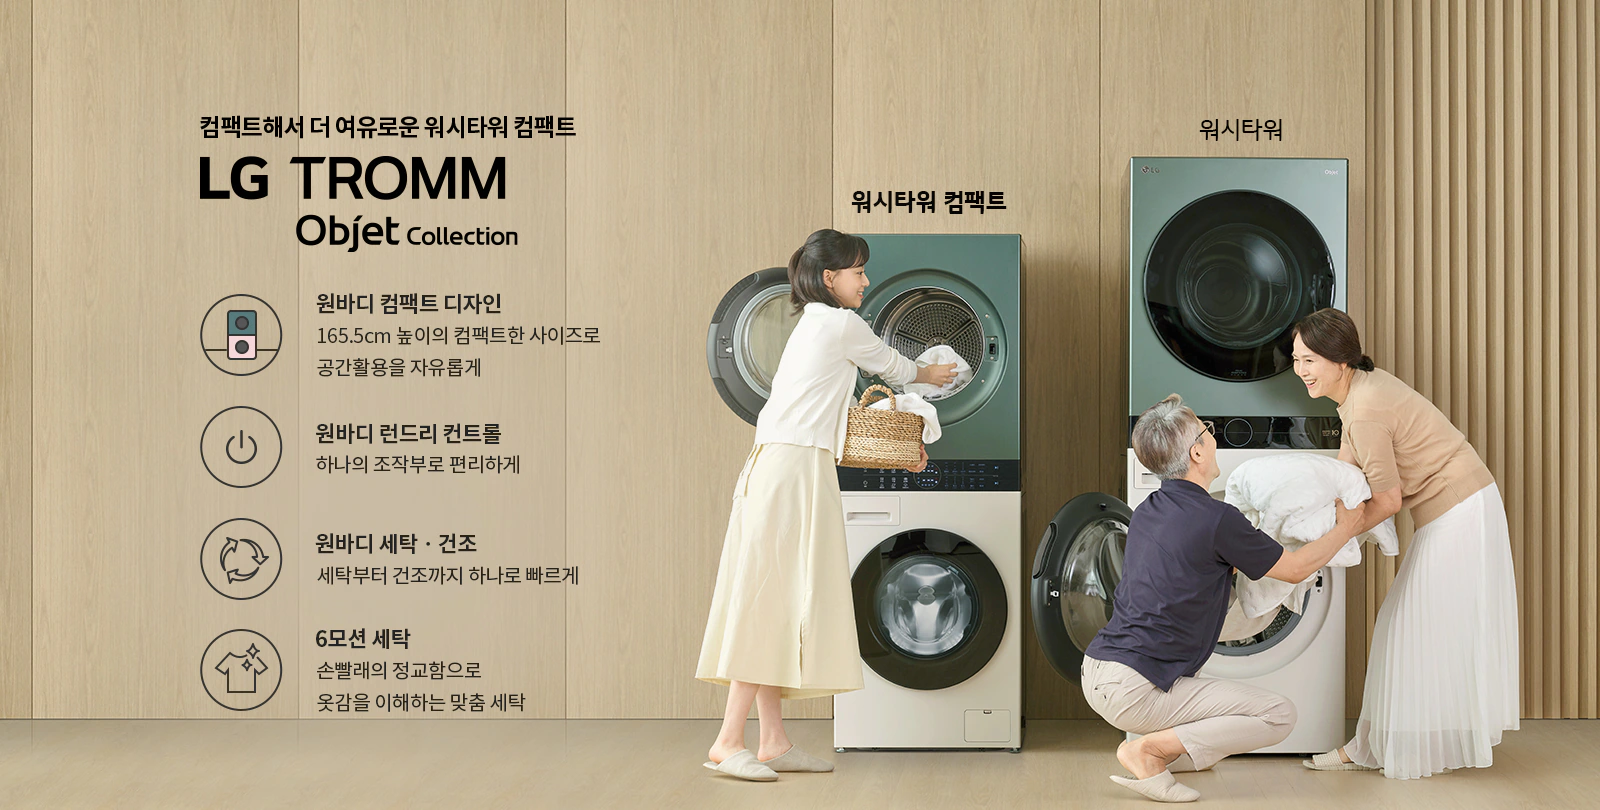 컴팩트해서 더 여유로운 워시타워 컴팩트
LG TROMM
Objet Collection
원바디 컴팩트 디자인
165.5cm 높이의 컴팩트한 사이즈로
공간활용을 자유롭게
원바디 런드리 컨트롤
하나의 조작부로 편리하게
원바디 세탁 · 건조
세탁부터 건조까지 하나로 빠르게
6모션 세탁
손빨래의 정교함으로
옷감을 이해하는 맞춤 세탁
워시타워 컴팩트
워시타워
LG
Objet